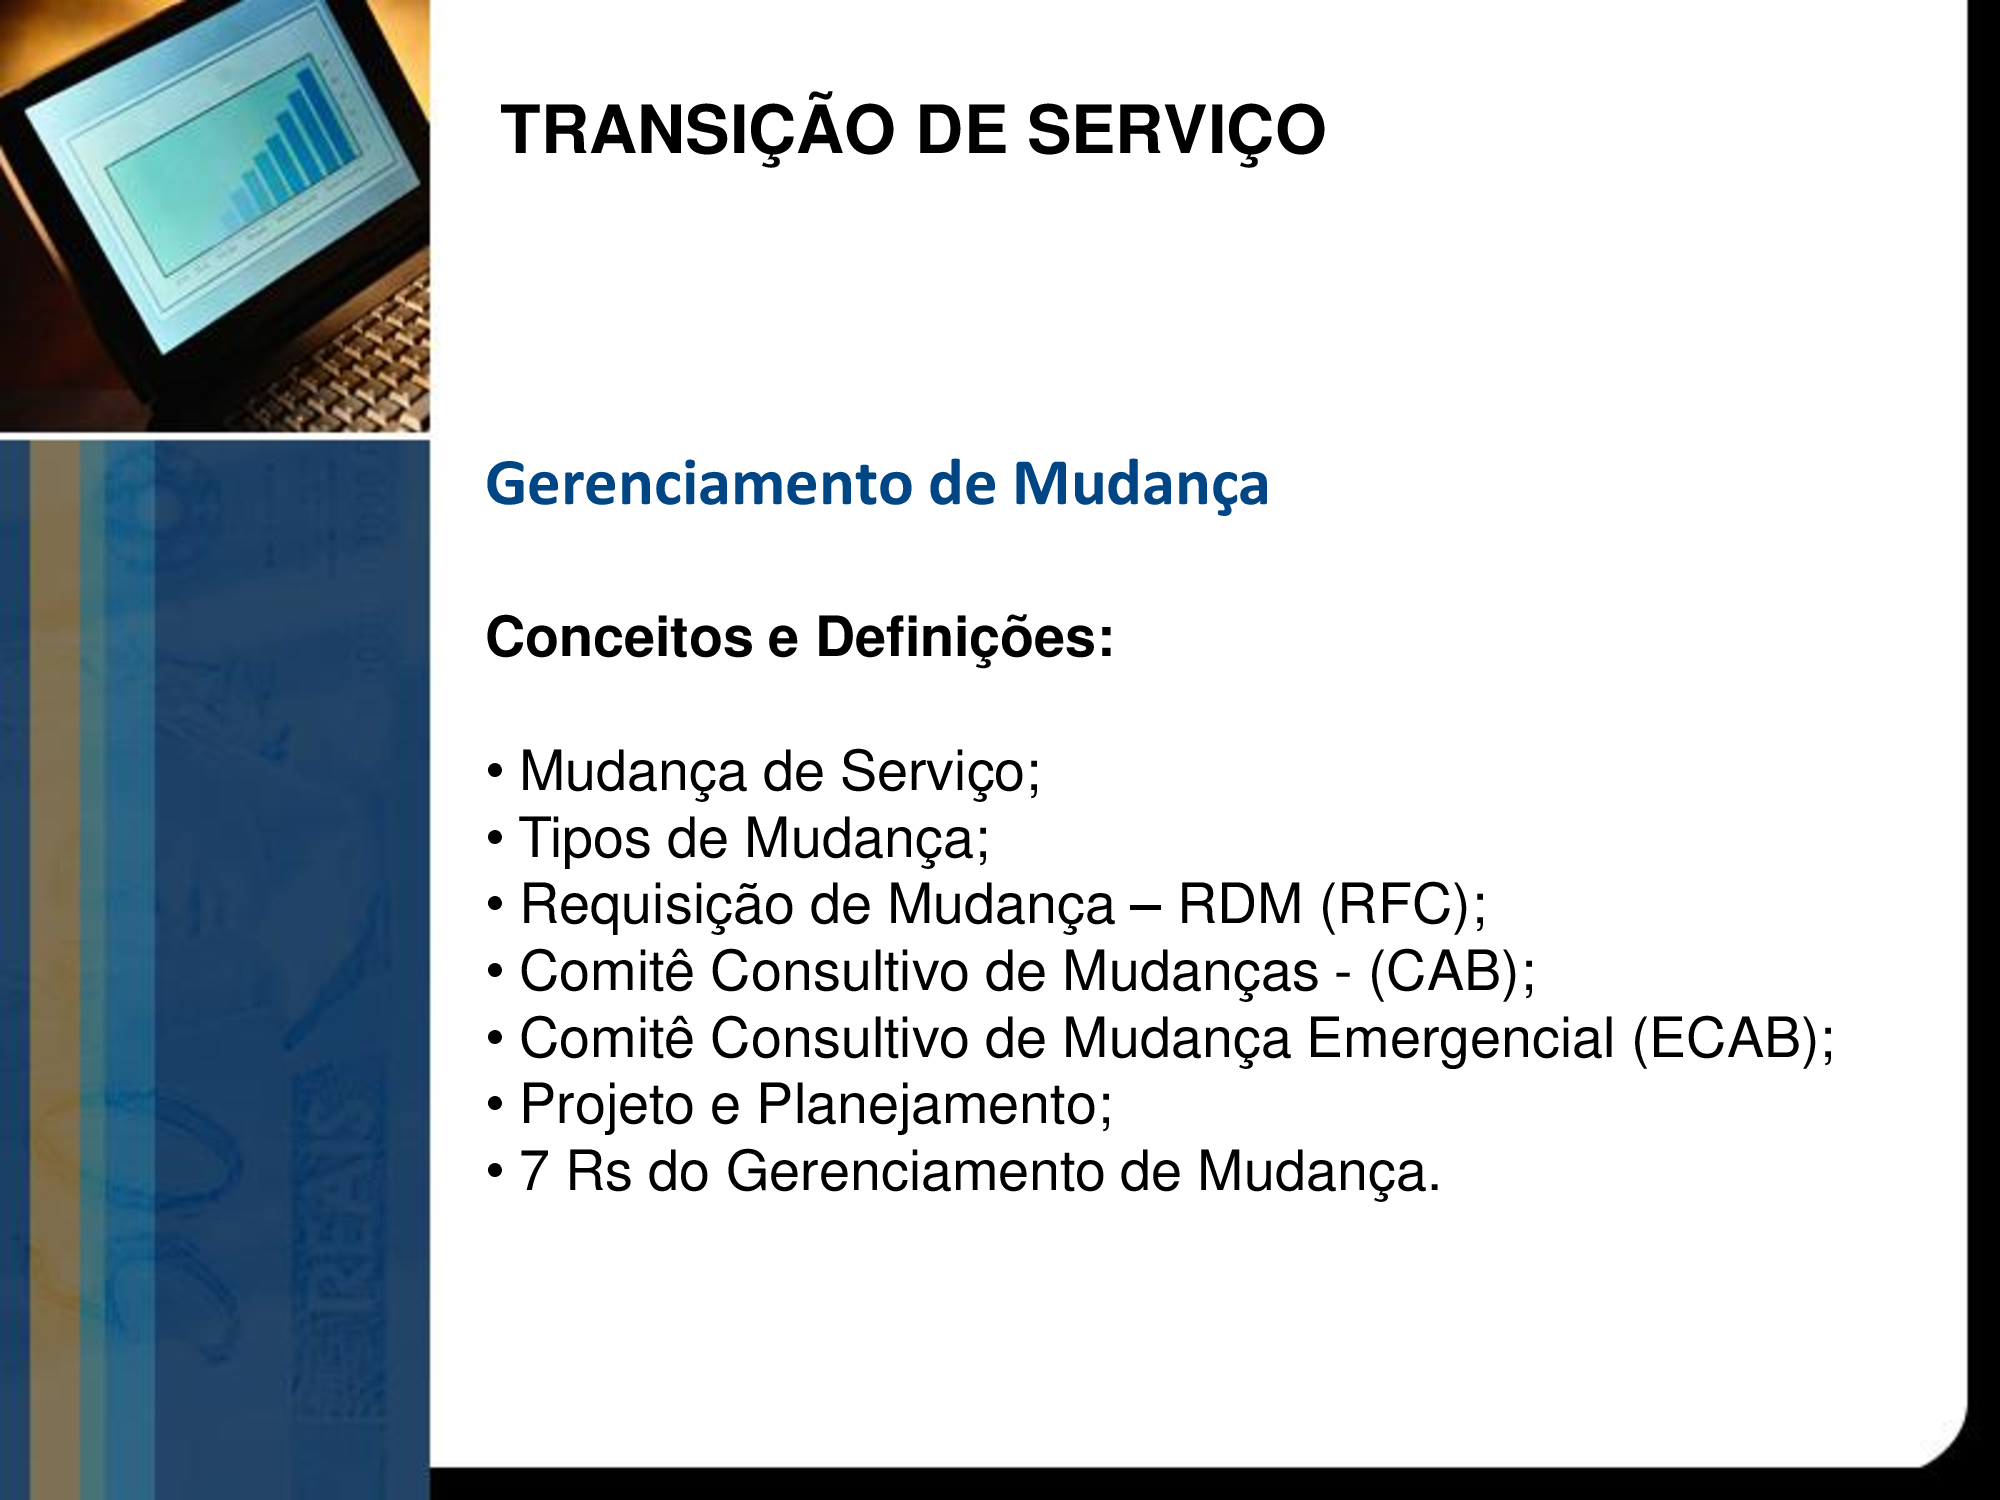 TRANSIÇÃO DE SERVIÇO
Gerenciamento de Mudança
Conceitos e Definições:
• Mudança de Serviço;
• Tipos de Mudança;
• Requisição de Mudança – RDM (RFC);
• Comitê Consultivo de Mudanças - (CAB);
• Comitê Consultivo de Mudança Emergencial (ECAB);
• Projeto e Planejamento;
• 7 Rs do Gerenciamento de Mudança.
REAIS